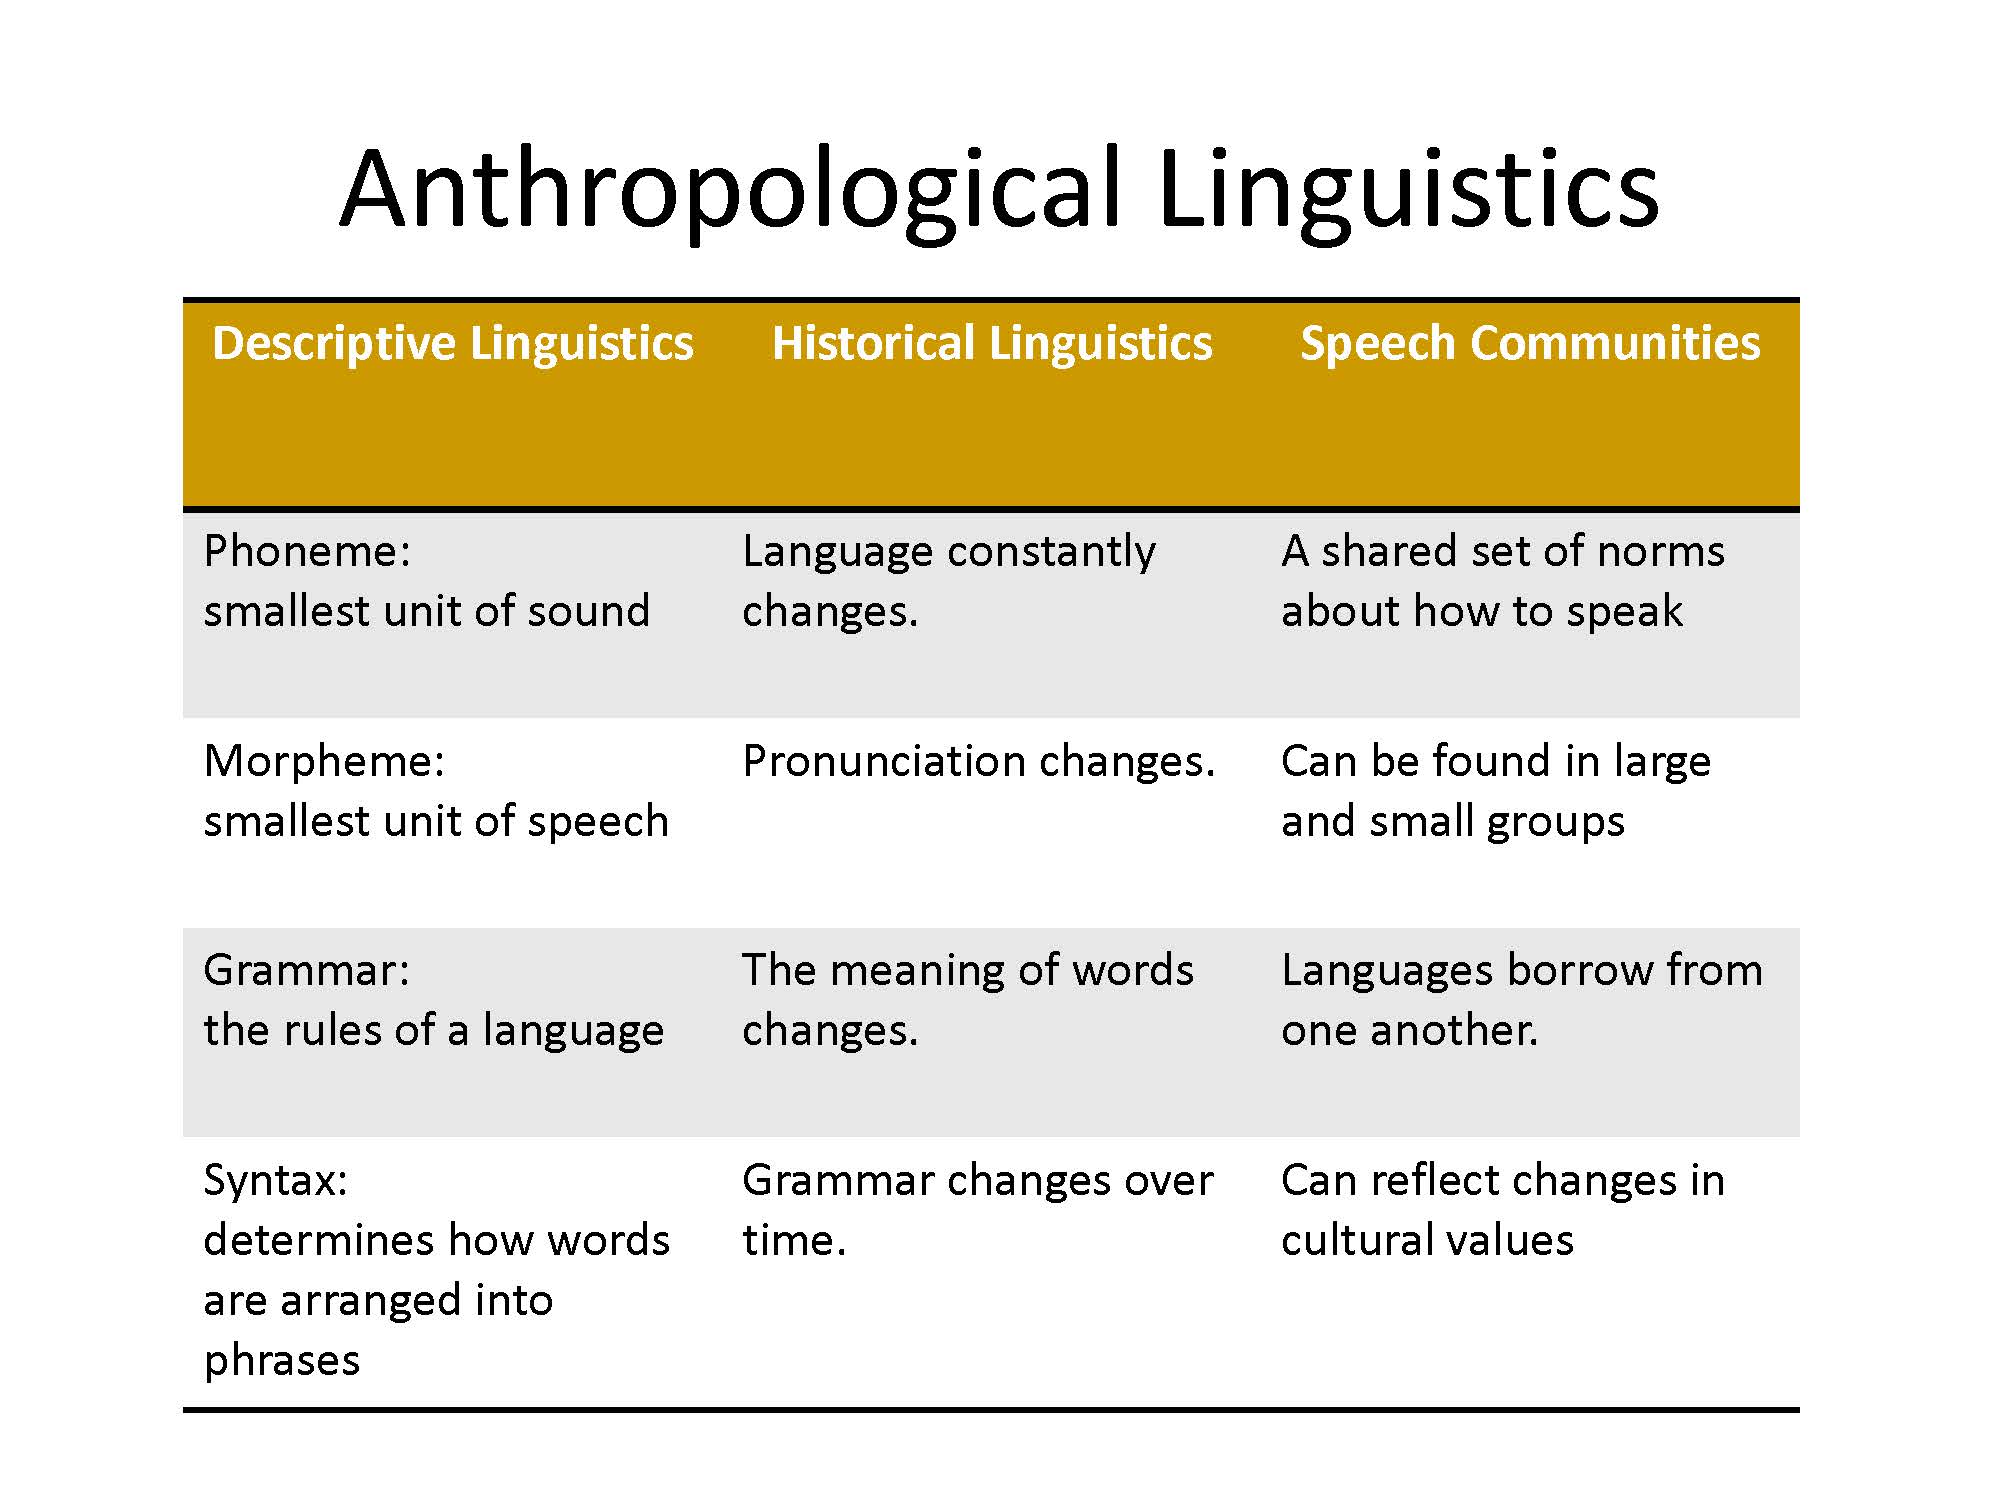 Anthropological Linguistics
Descriptive Linguistics
Historical Linguistics
Speech Communities
Phoneme:
smallest unit of sound
Language constantly
changes.
A shared set of norms
about how to speak
Morpheme:
smallest unit of speech
Pronunciation changes.
Can be found in large
and small groups
Grammar:
the rules of a language
The meaning of words
changes.
Languages borrow from
one another.
Syntax:
determines how words
are arranged into
phrases
Grammar changes over
time.
Can reflect changes in
cultural values